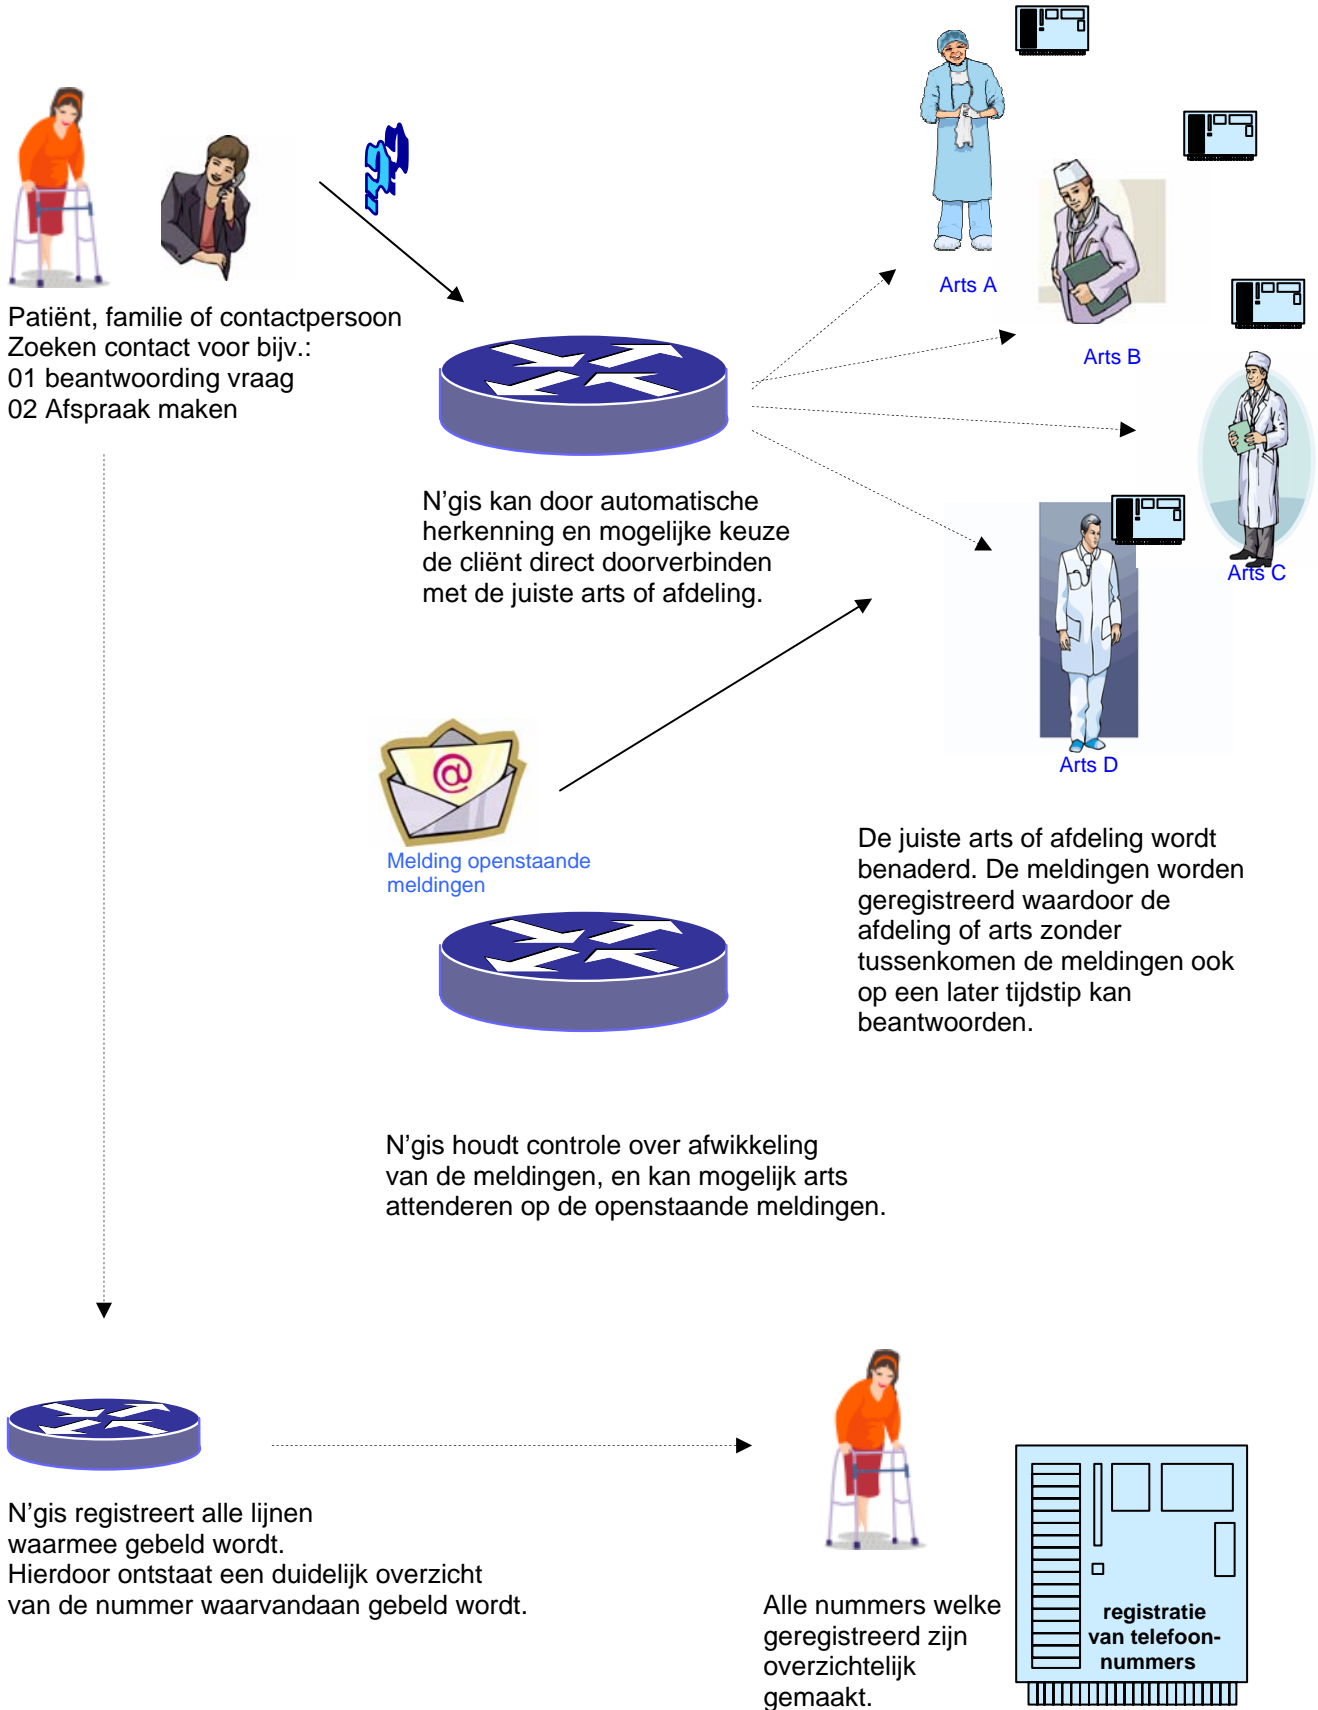 Arts A
Arts B
Patiënt, familie of contactpersoon
Zoeken contact voor bijv.:
01 beantwoording vraag
02 Afspraak maken
N’gis kan door automatische
herkenning en mogelijke keuze
de cliënt direct doorverbinden
met de juiste arts of afdeling.
Arts C
Arts D
@
Melding openstaande
meldingen
De juiste arts of afdeling wordt
benaderd. De meldingen worden
geregistreerd waardoor de
afdeling of arts zonder
tussenkomen de meldingen ook
op een later tijdstip kan
beantwoorden.
N’gis houdt controle over afwikkeling
van de meldingen, en kan mogelijk arts
attenderen op de openstaande meldingen.
N’gis registreert alle lijnen
waarmee gebeld wordt.
Hierdoor ontstaat een duidelijk overzicht
van de nummer waarvandaan gebeld wordt.
Alle nummers welke
geregistreerd zijn
overzichtelijk
gemaakt.
registratie
van telefoon-
nummers